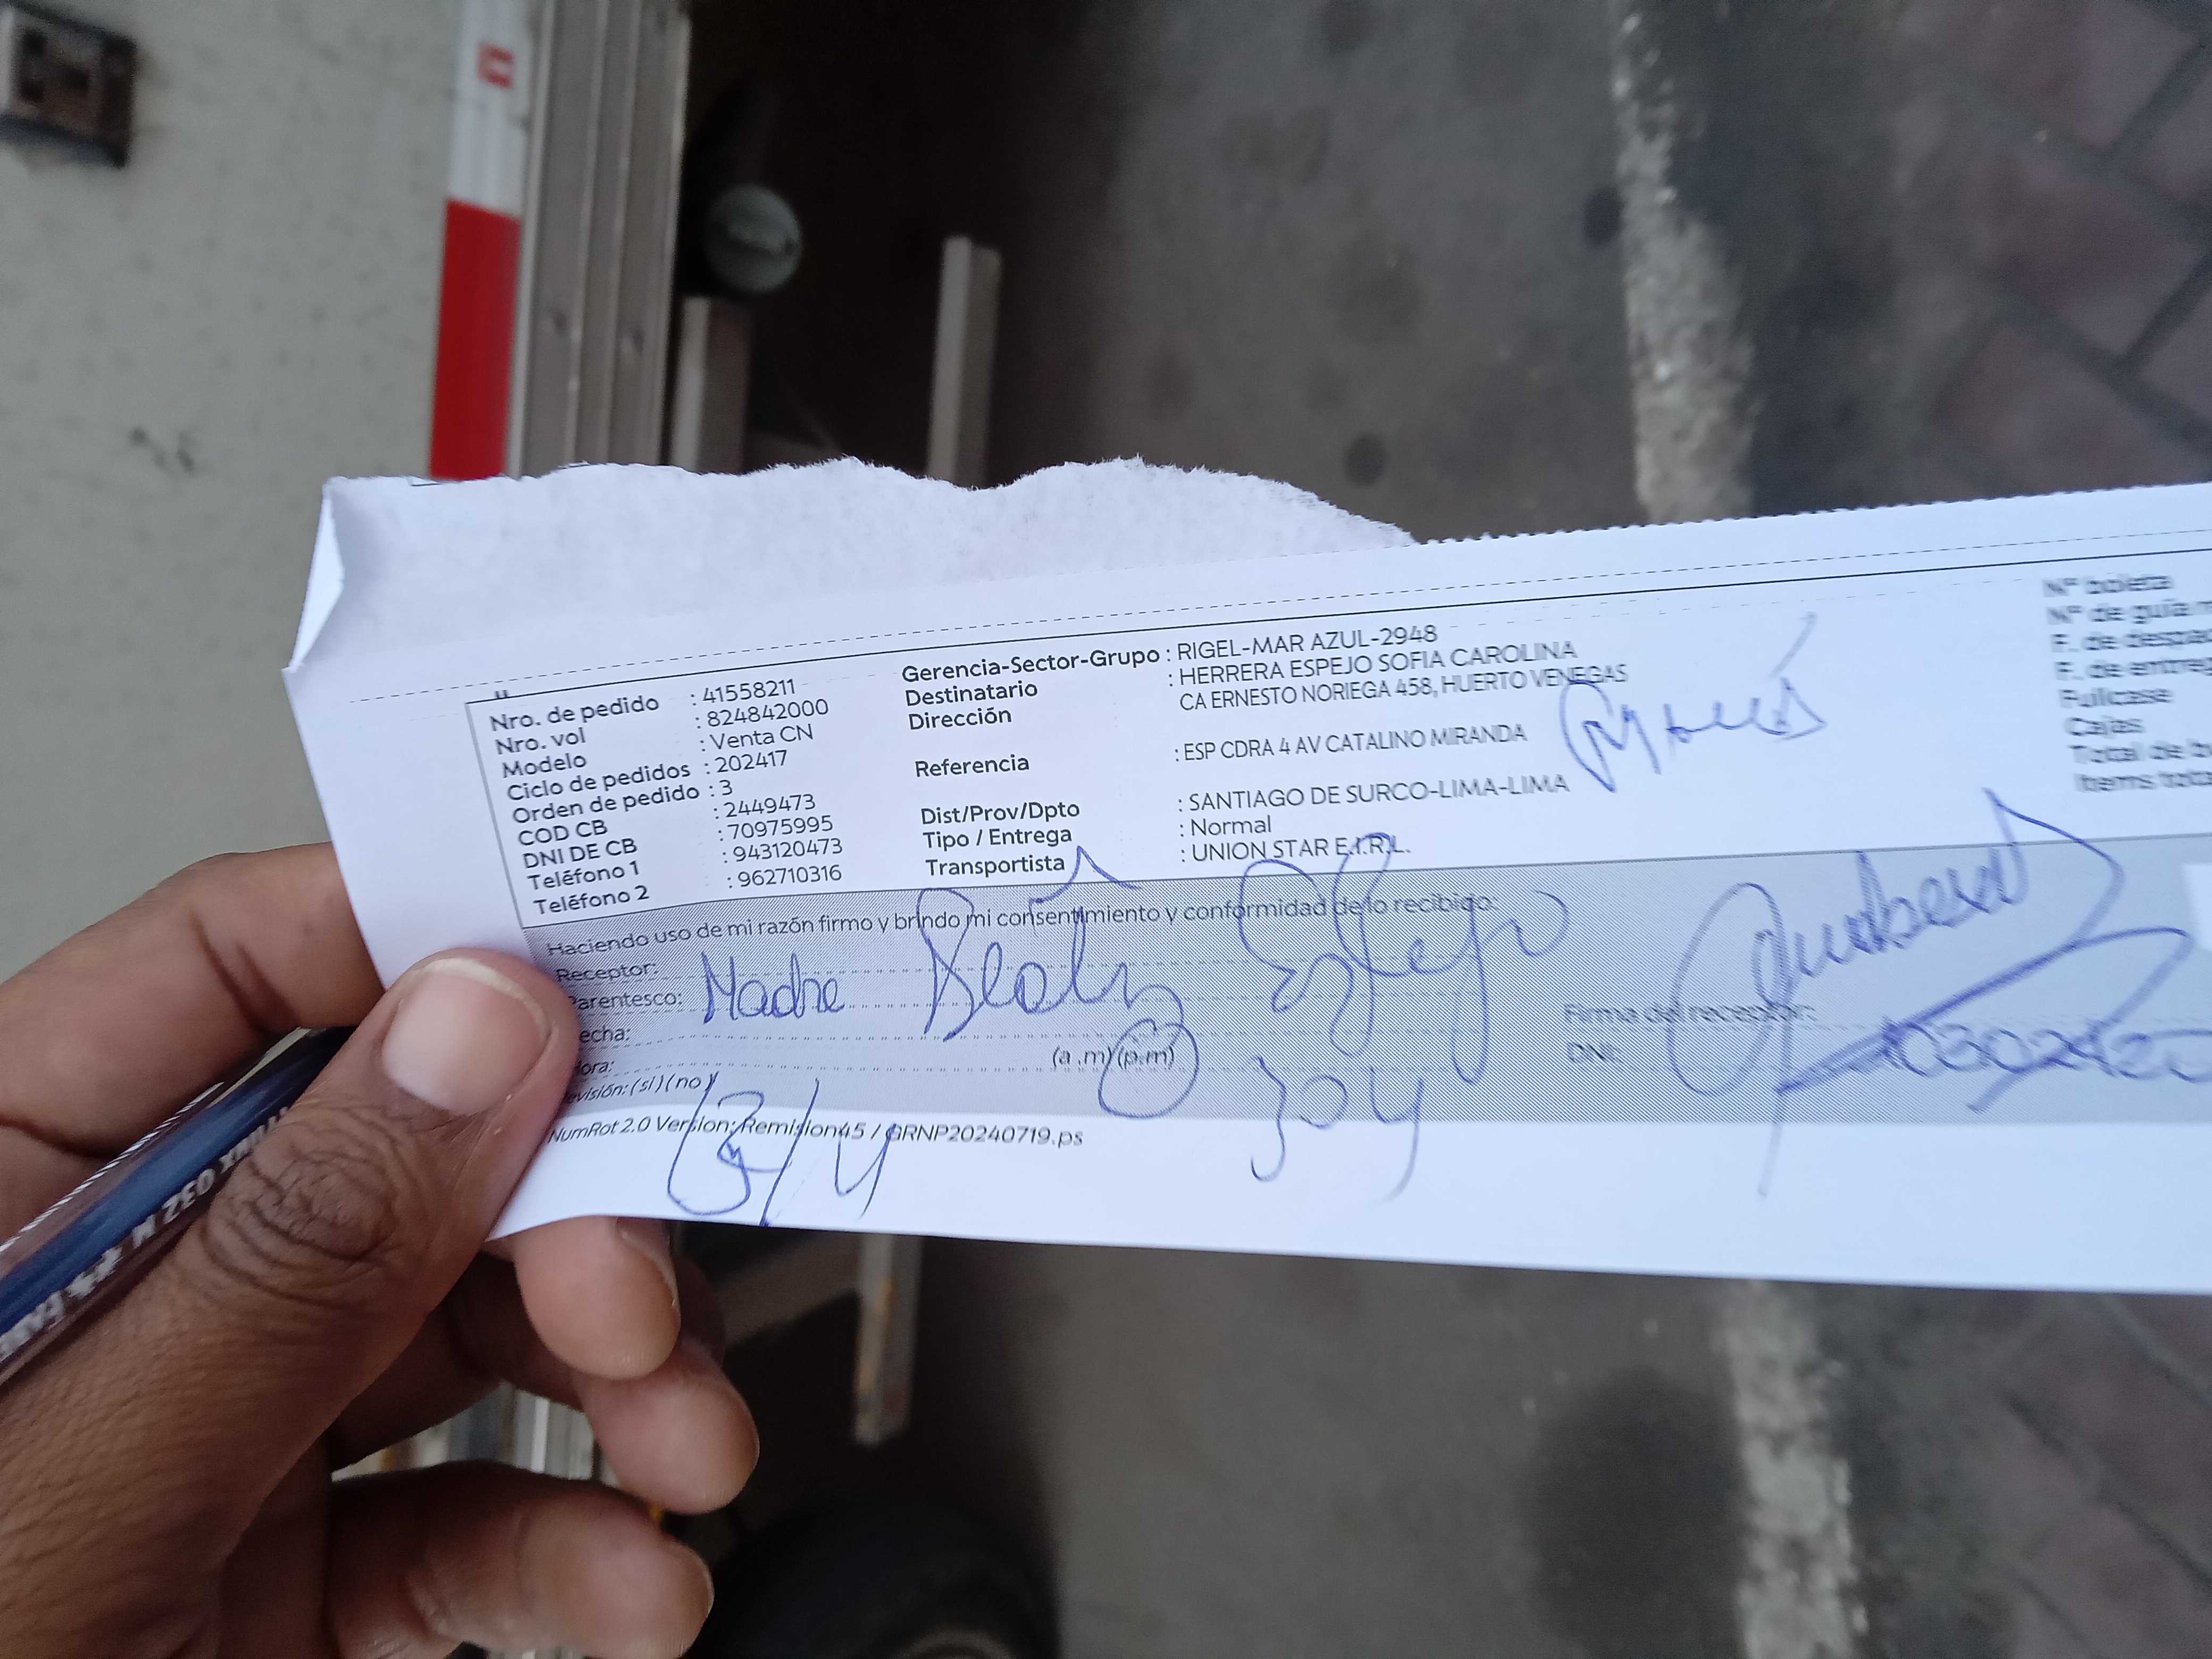 Nro. de pedido : 41558211
Nro. vol : 824842000
Modelo : Venta CN
Ciclo de pedidos : 202417
Orden de pedido : 3
COD CB : 2449473
DNI DE CB : 70975995
Teléfono 1 : 943120473
Teléfono 2 : 962710316
Gerencia-Sector-Grupo : RIGEL-MAR AZUL-2948
Destinatario : HERRERA ESPEJO SOFIA CAROLINA
Dirección CA ERNESTO NORIEGA 458, HUERTO VENEGAS
Referencia : ESP CDRA 4 AV CATALINO MIRANDA
Dist/Prov/Dpto : SANTIAGO DE SURCO-LIMA-LIMA
Tipo / Entrega : Normal
Transportista : UNION STAR E.I.R.L.
Nº boleta
Nº de guía
F. de despac
F. de entreg
Fullcase
Cajas
Total de b
Items tota
Haciendo uso de mi razón firmo y brindo mi consentimiento y conformidad de lo recibido:
Receptor:
Parentesco: Madre Espejo
echa:
ora: (a .m)(p.m)
evisión: (si) (no)
Firma del receptor:
DNI:
NumRot 2.0 Version: Remision45 / GRNP20240719.ps